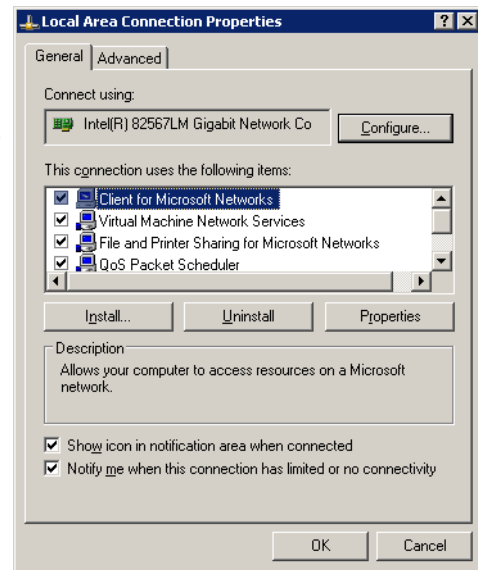 Local Area Connection Properties
General
Advanced
Connect using:
Intel(R) 82567LM Gigabit Network Co
Configure...
This connection uses the following items:
Client for Microsoft Networks
Virtual Machine Network Services
File and Printer Sharing for Microsoft Networks
QoS Packet Scheduler
Install...
Uninstall
Properties
Description
Allows your computer to access resources on a Microsoft
network.
Show icon in notification area when connected
Notify me when this connection has limited or no connectivity
OK
Cancel